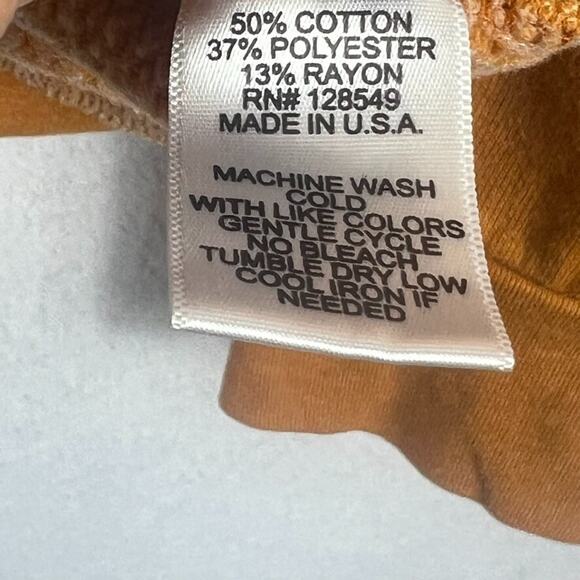 50% COTTON
37% POLYESTER
13% RAYON
RN# 128549
MADE IN U.S.A.
MACHINE WASH
COLD
WITH LIKE COLORS
GENTLE CYCLE
NO BLEACH
TUMBLE DRY LOW
COOL IRON IF
NEEDED